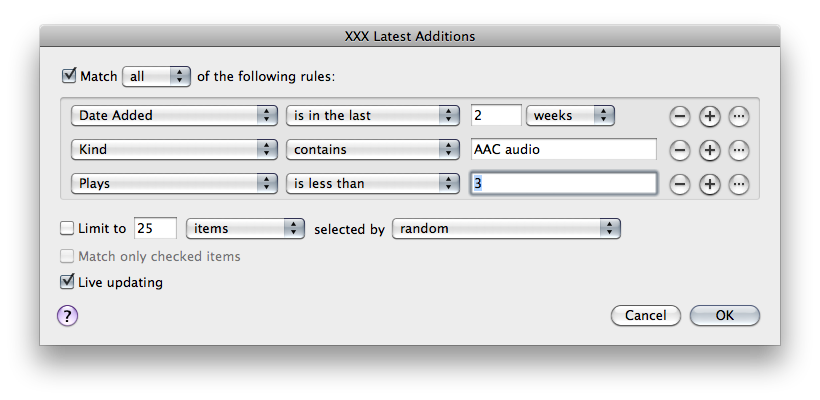 XXX Latest Additions
Match all of the following rules:
Date Added is in the last 2 weeks
Kind contains AAC audio
Plays is less than 3
Limit to 25 items selected by random
Match only checked items
Live updating
? Cancel OK